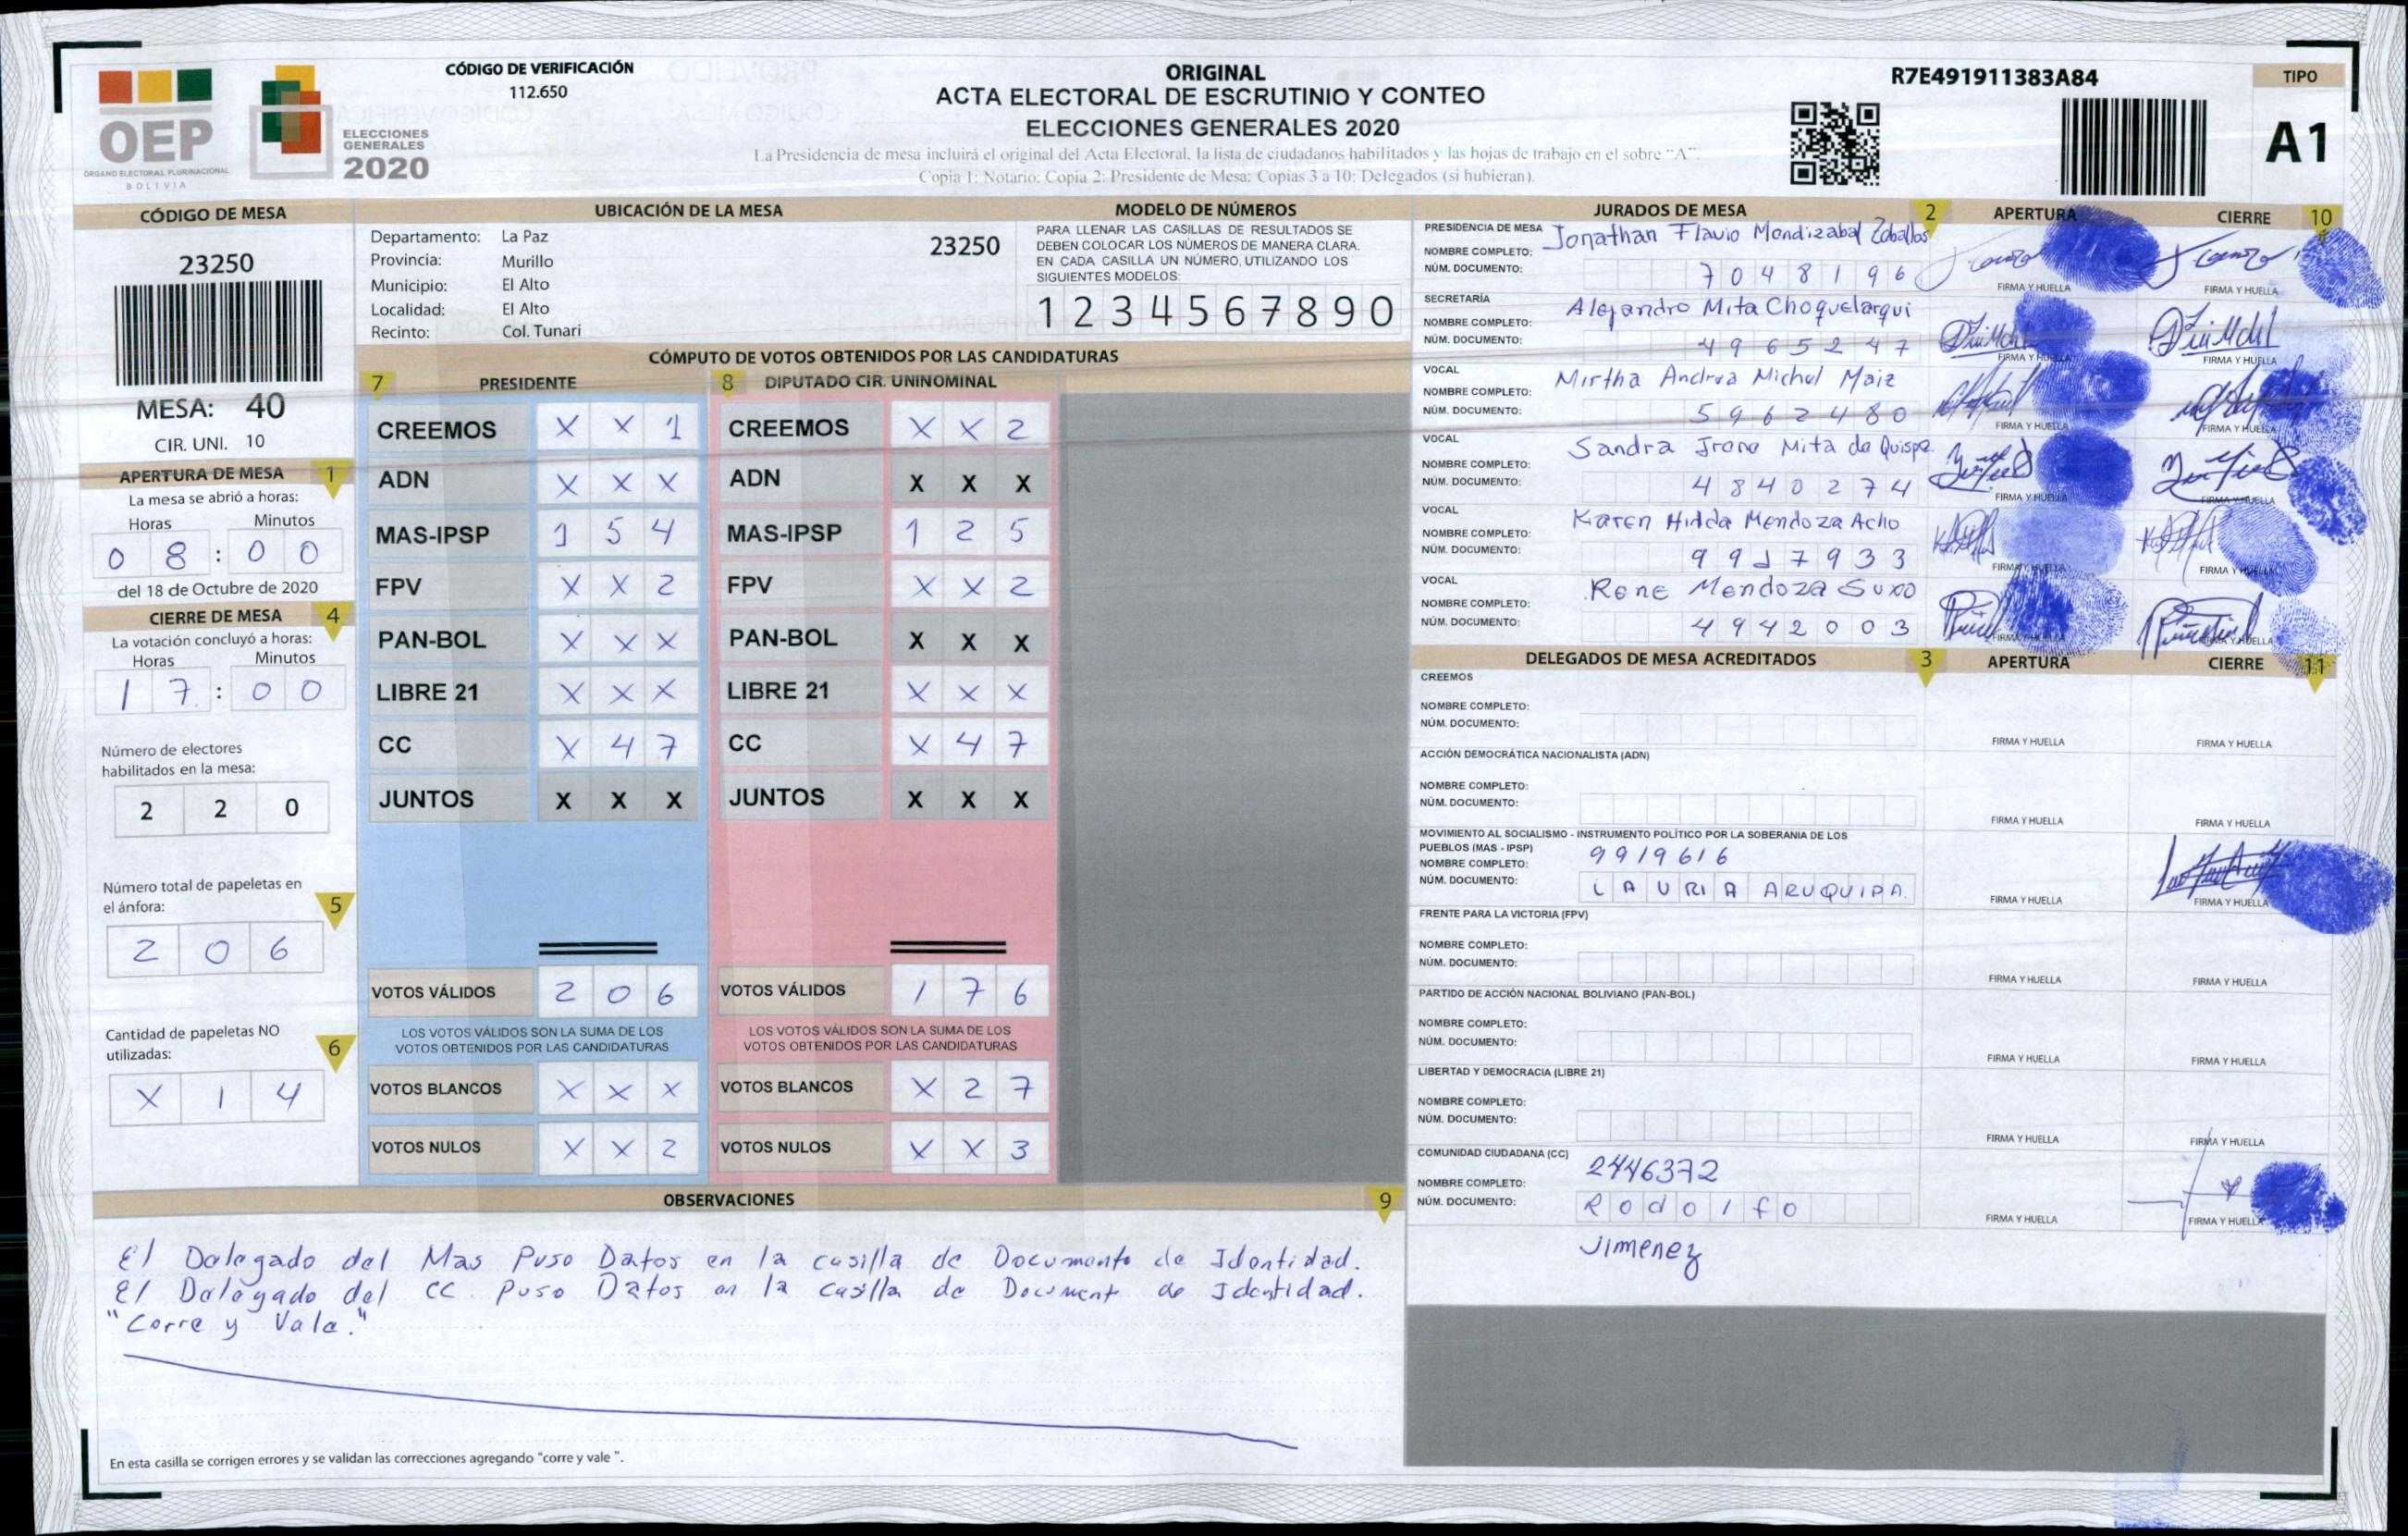 CÓDIGO DE VERIFICACIÓN
112.650
OEP
ÓRGANO ELECTORAL PLURINACIONAL
BOLIVIA
ELECCIONES
GENERALES
2020
ORIGINAL
ACTA ELECTORAL DE ESCRUTINIO Y CONTEO
ELECCIONES GENERALES 2020
La Presidencia de mesa incluirá el original del Acta Electoral, la lista de ciudadanos habilitados y las hojas de trabajo en el sobre "A".
Copia 1: Notario; Copia 2: Presidente de Mesa; Copias 3 a 10: Delegados (si hubieran).
R7E491911383A84
TIPO
A1
CÓDIGO DE MESA
23250
MESA: 40
CIR. UNI. 10
APERTURA DE MESA 1
La mesa se abrió a horas:
Horas Minutos
0 8 : 0 0
del 18 de Octubre de 2020
CIERRE DE MESA 4
La votación concluyó a horas:
Horas Minutos
1 7 : 0 0
Número de electores
habilitados en la mesa:
2 2 0
Número total de papeletas en
el ánfora:
5
2 0 6
Cantidad de papeletas NO
utilizadas:
6
X 1 4
UBICACIÓN DE LA MESA
Departamento: La Paz
Provincia: Murillo
Municipio: El Alto
Localidad: El Alto
Recinto: Col. Tunari
23250
MODELO DE NÚMEROS
PARA LLENAR LAS CASILLAS DE RESULTADOS SE
DEBEN COLOCAR LOS NÚMEROS DE MANERA CLARA.
EN CADA CASILLA UN NÚMERO, UTILIZANDO LOS
SIGUIENTES MODELOS:
1 2 3 4 5 6 7 8 9 0
CÓMPUTO DE VOTOS OBTENIDOS POR LAS CANDIDATURAS
7 PRESIDENTE
CREEMOS X X 1
ADN X X X
MAS-IPSP 1 5 4
FPV X X 2
PAN-BOL X X X
LIBRE 21 X X X
CC X 4 7
JUNTOS X X X
VOTOS VÁLIDOS 2 0 6
LOS VOTOS VÁLIDOS SON LA SUMA DE LOS
VOTOS OBTENIDOS POR LAS CANDIDATURAS
VOTOS BLANCOS X X X
VOTOS NULOS X X 2
8 DIPUTADO CIR. UNINOMINAL
CREEMOS X X 2
ADN X X X
MAS-IPSP 1 2 5
FPV X X 2
PAN-BOL X X X
LIBRE 21 X X X
CC X 4 7
JUNTOS X X X
VOTOS VÁLIDOS 1 7 6
LOS VOTOS VÁLIDOS SON LA SUMA DE LOS
VOTOS OBTENIDOS POR LAS CANDIDATURAS
VOTOS BLANCOS X 2 7
VOTOS NULOS X X 3
OBSERVACIONES 9
El Delegado del Mas Puso Datos en la casilla de Documento de Identidad.
El Delegado del CC. Puso Datos en la casilla de Document de Identidad.
"Corre y Vale."
En esta casilla se corrigen errores y se validan las correcciones agregando "corre y vale ".
JURADOS DE MESA 2 APERTURA CIERRE 10
PRESIDENCIA DE MESA
NOMBRE COMPLETO: Jonathan Flavio Mendizabal Zeballos
NÚM. DOCUMENTO: 7 0 4 8 1 9 6
FIRMA Y HUELLA FIRMA Y HUELLA
SECRETARÍA
NOMBRE COMPLETO: Alejandro Mita Choquelarqui
NÚM. DOCUMENTO: 4 9 6 5 2 4 7
FIRMA Y HUELLA FIRMA Y HUELLA
VOCAL
NOMBRE COMPLETO: Mirtha Andrea Michel Maiz
NÚM. DOCUMENTO: 5 9 6 2 4 8 0
FIRMA Y HUELLA FIRMA Y HUELLA
VOCAL
NOMBRE COMPLETO: Sandra Irene Mita de Quispe
NÚM. DOCUMENTO: 4 8 4 0 2 7 4
FIRMA Y HUELLA FIRMA Y HUELLA
VOCAL
NOMBRE COMPLETO: Karen Hilda Mendoza Acho
NÚM. DOCUMENTO: 9 9 1 7 9 3 3
FIRMA Y HUELLA FIRMA Y HUELLA
VOCAL
NOMBRE COMPLETO: Rene Mendoza Suxo
NÚM. DOCUMENTO: 4 9 4 2 0 0 3
FIRMA Y HUELLA FIRMA Y HUELLA
DELEGADOS DE MESA ACREDITADOS 3 APERTURA CIERRE 11
CREEMOS
NOMBRE COMPLETO:
NÚM. DOCUMENTO:
FIRMA Y HUELLA FIRMA Y HUELLA
ACCIÓN DEMOCRÁTICA NACIONALISTA (ADN)
NOMBRE COMPLETO:
NÚM. DOCUMENTO:
FIRMA Y HUELLA FIRMA Y HUELLA
MOVIMIENTO AL SOCIALISMO - INSTRUMENTO POLÍTICO POR LA SOBERANIA DE LOS
PUEBLOS (MAS - IPSP)
NOMBRE COMPLETO: 9919616
NÚM. DOCUMENTO: LAURA ARUQUIPA.
FIRMA Y HUELLA FIRMA Y HUELLA
FRENTE PARA LA VICTORIA (FPV)
NOMBRE COMPLETO:
NÚM. DOCUMENTO:
FIRMA Y HUELLA FIRMA Y HUELLA
PARTIDO DE ACCIÓN NACIONAL BOLIVIANO (PAN-BOL)
NOMBRE COMPLETO:
NÚM. DOCUMENTO:
FIRMA Y HUELLA FIRMA Y HUELLA
LIBERTAD Y DEMOCRACIA (LIBRE 21)
NOMBRE COMPLETO:
NÚM. DOCUMENTO:
FIRMA Y HUELLA FIRMA Y HUELLA
COMUNIDAD CIUDADANA (CC)
NOMBRE COMPLETO: 2446372
NÚM. DOCUMENTO: Rodolfo
Jimenez
FIRMA Y HUELLA FIRMA Y HUELLA